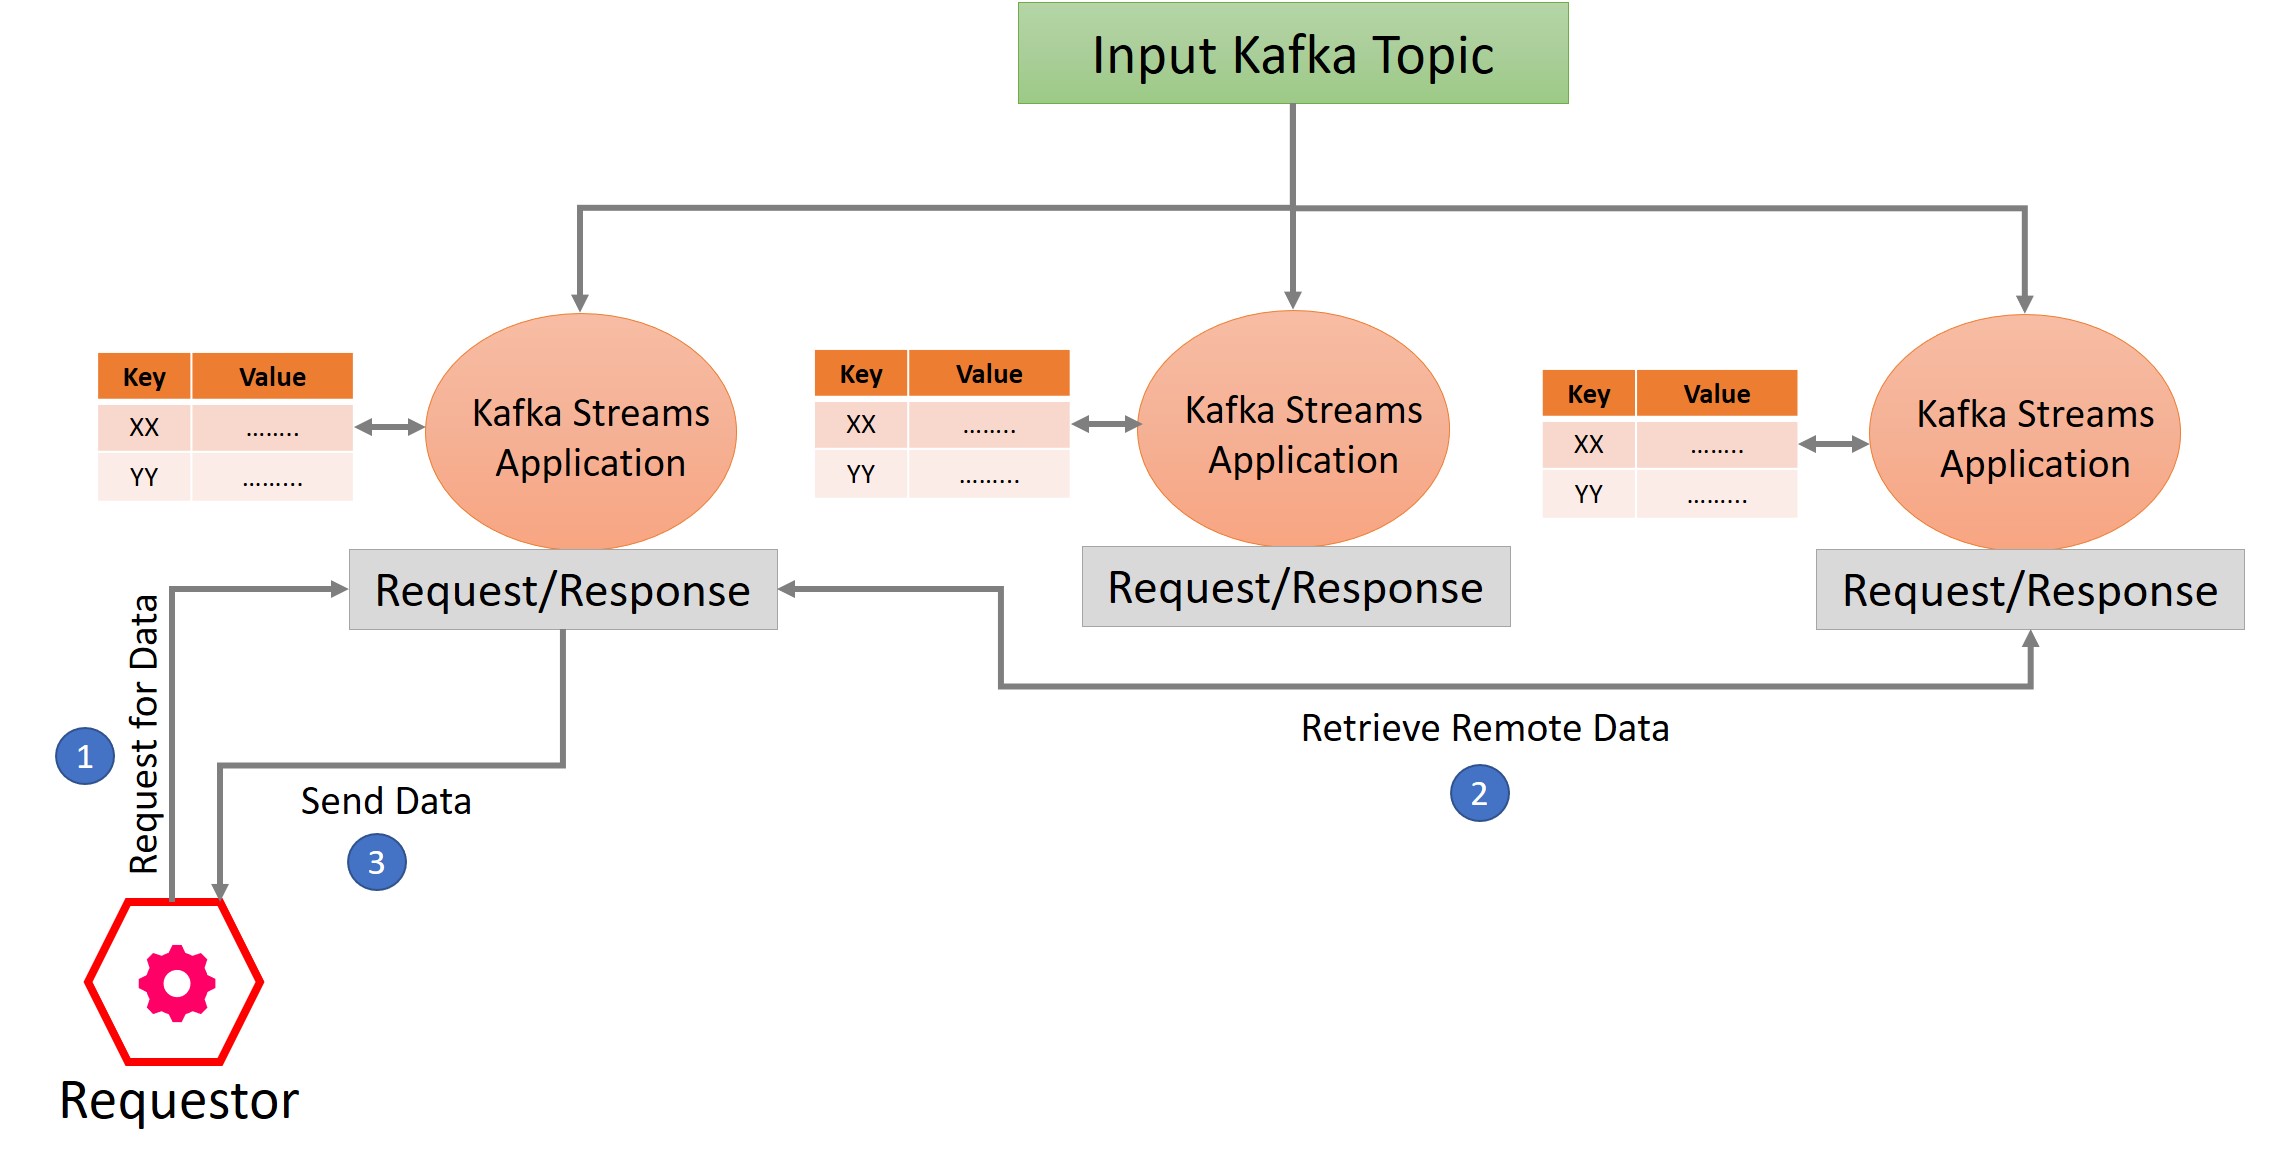 Input Kafka Topic
Key Value
XX ........
YY .........
Kafka Streams
Application
Request/Response
Key Value
XX ........
YY .........
Kafka Streams
Application
Request/Response
Key Value
XX ........
YY .........
Kafka Streams
Application
Request/Response
1
Request for Data
Retrieve Remote Data
2
Send Data
3
Requestor